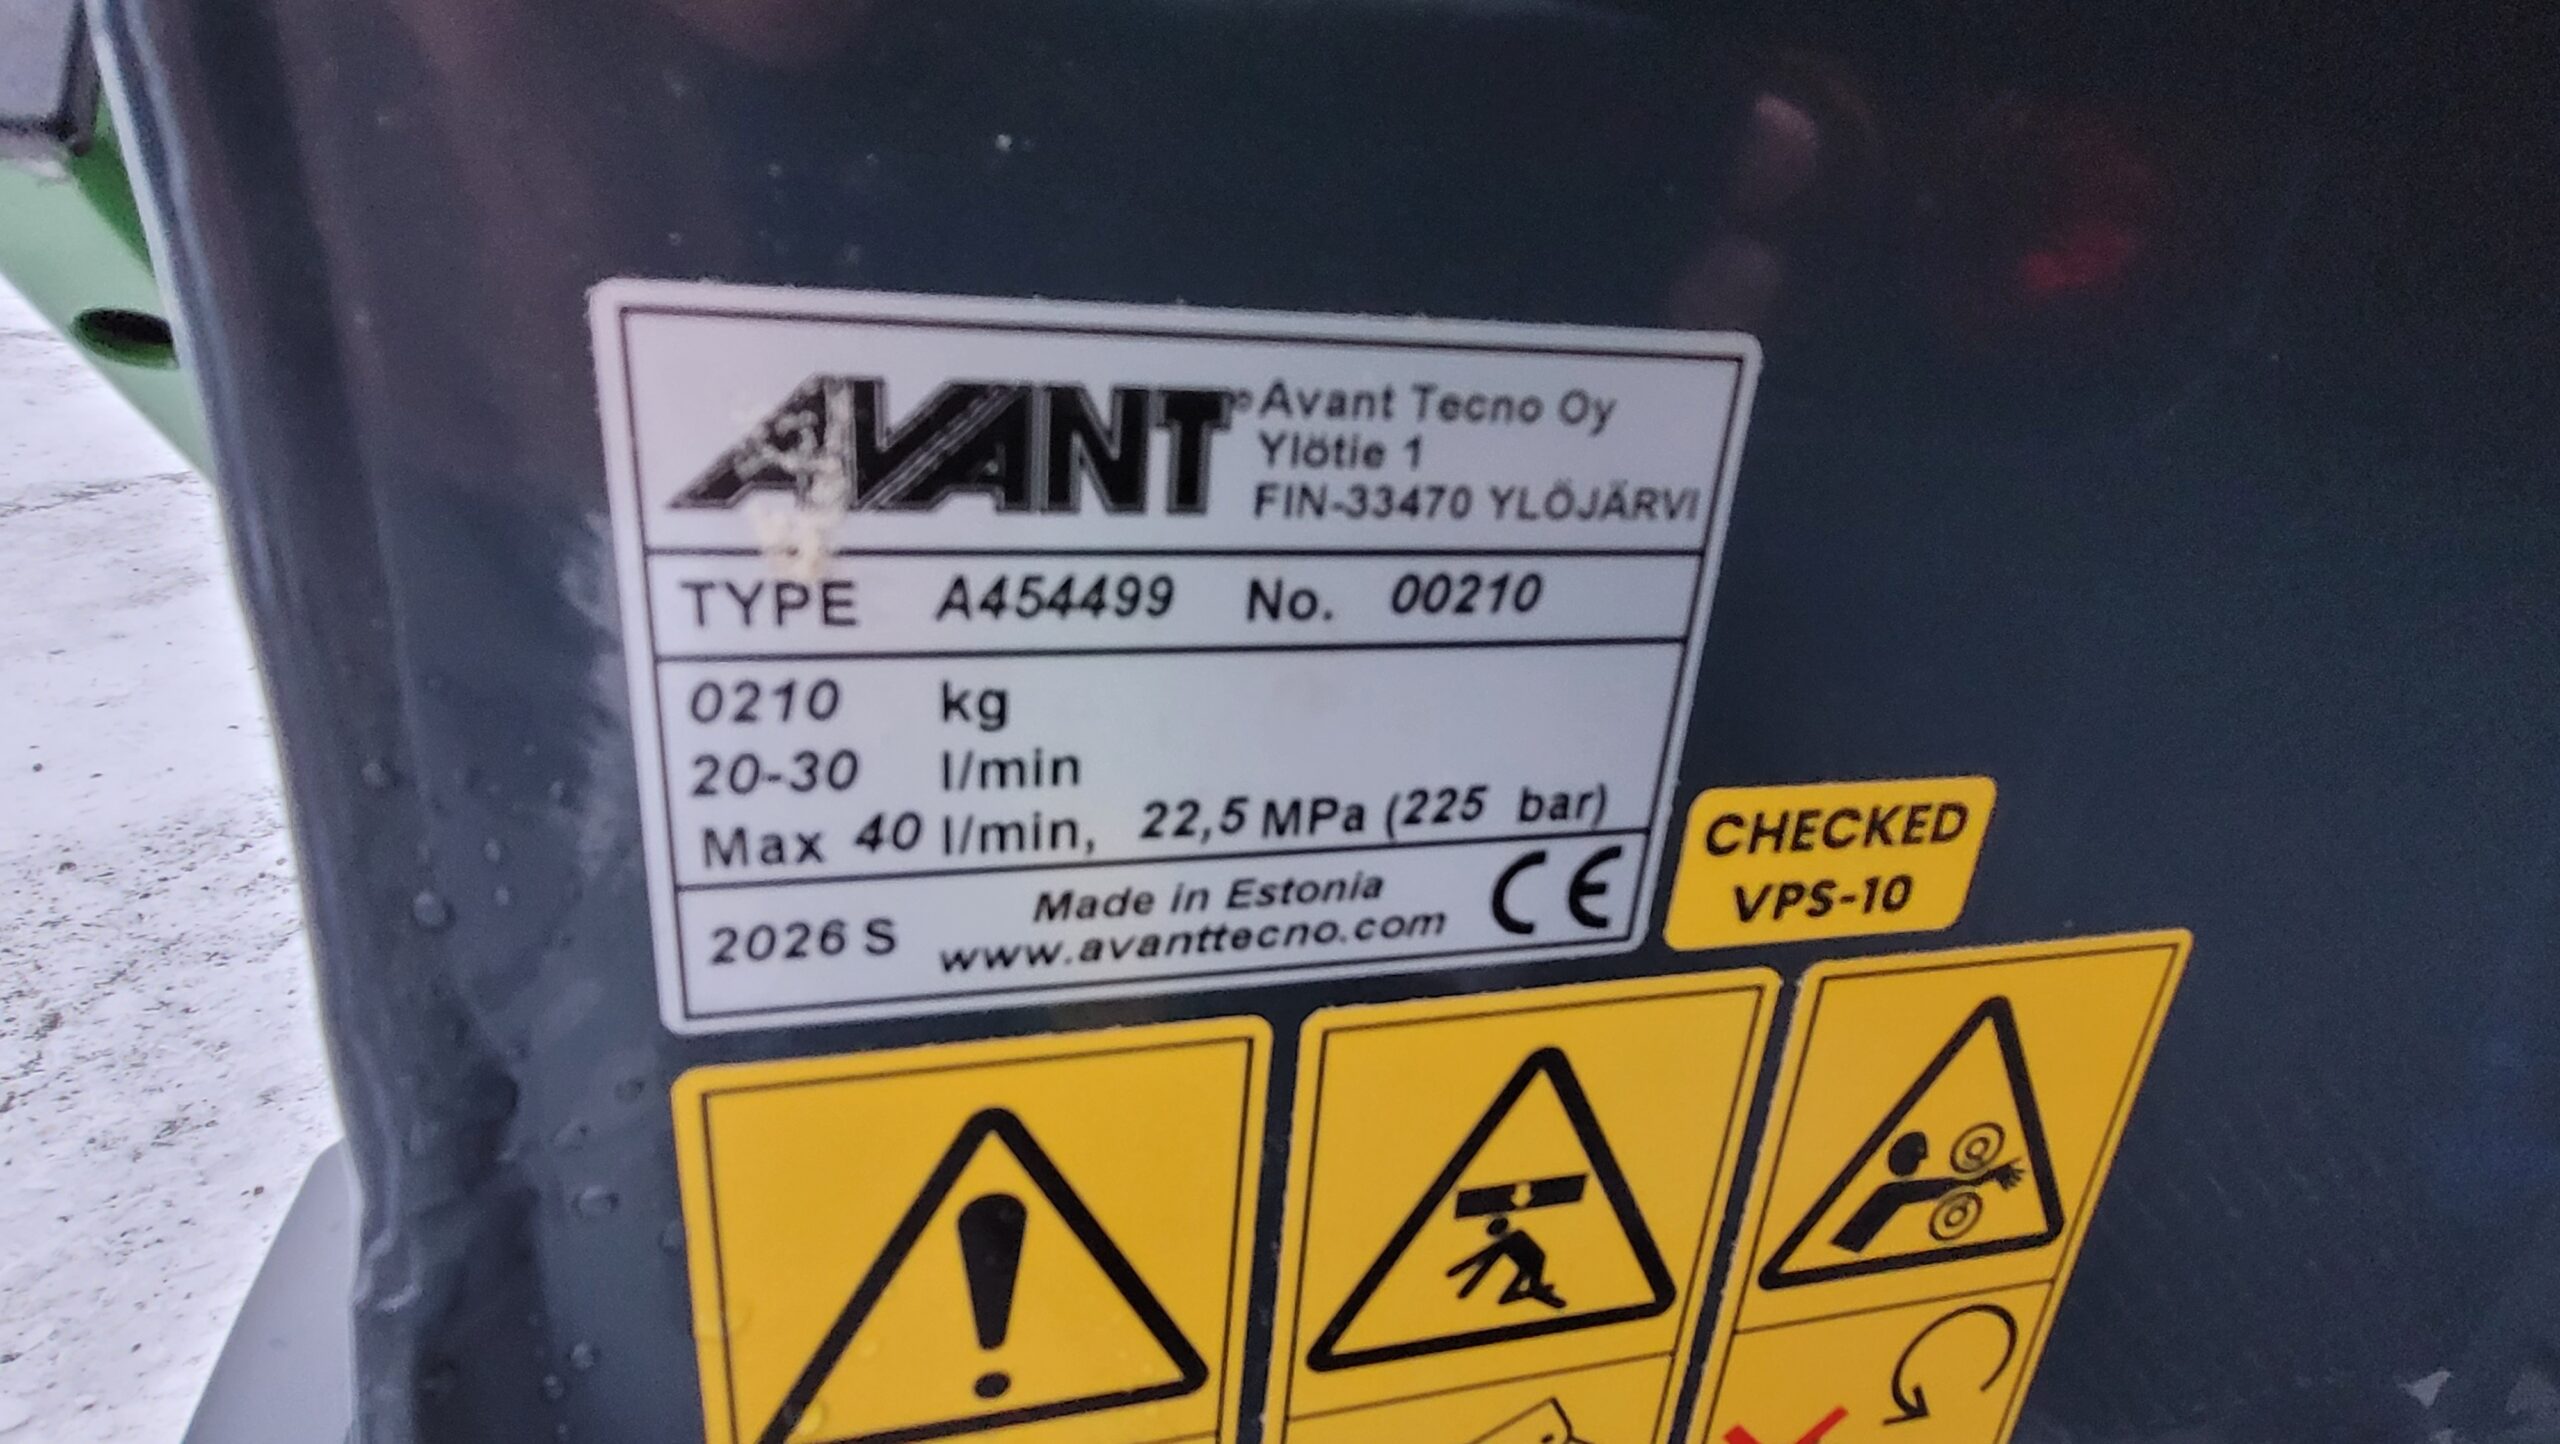 AVANT® Avant Tecno Oy
Ylötie 1
FIN-33470 YLÖJÄRVI
TYPE A454499 No. 00210
0210 kg
20-30 l/min
Max 40 l/min, 22,5 MPa (225 bar)
2026 S Made in Estonia
www.avanttecno.com CE
CHECKED
VPS-10